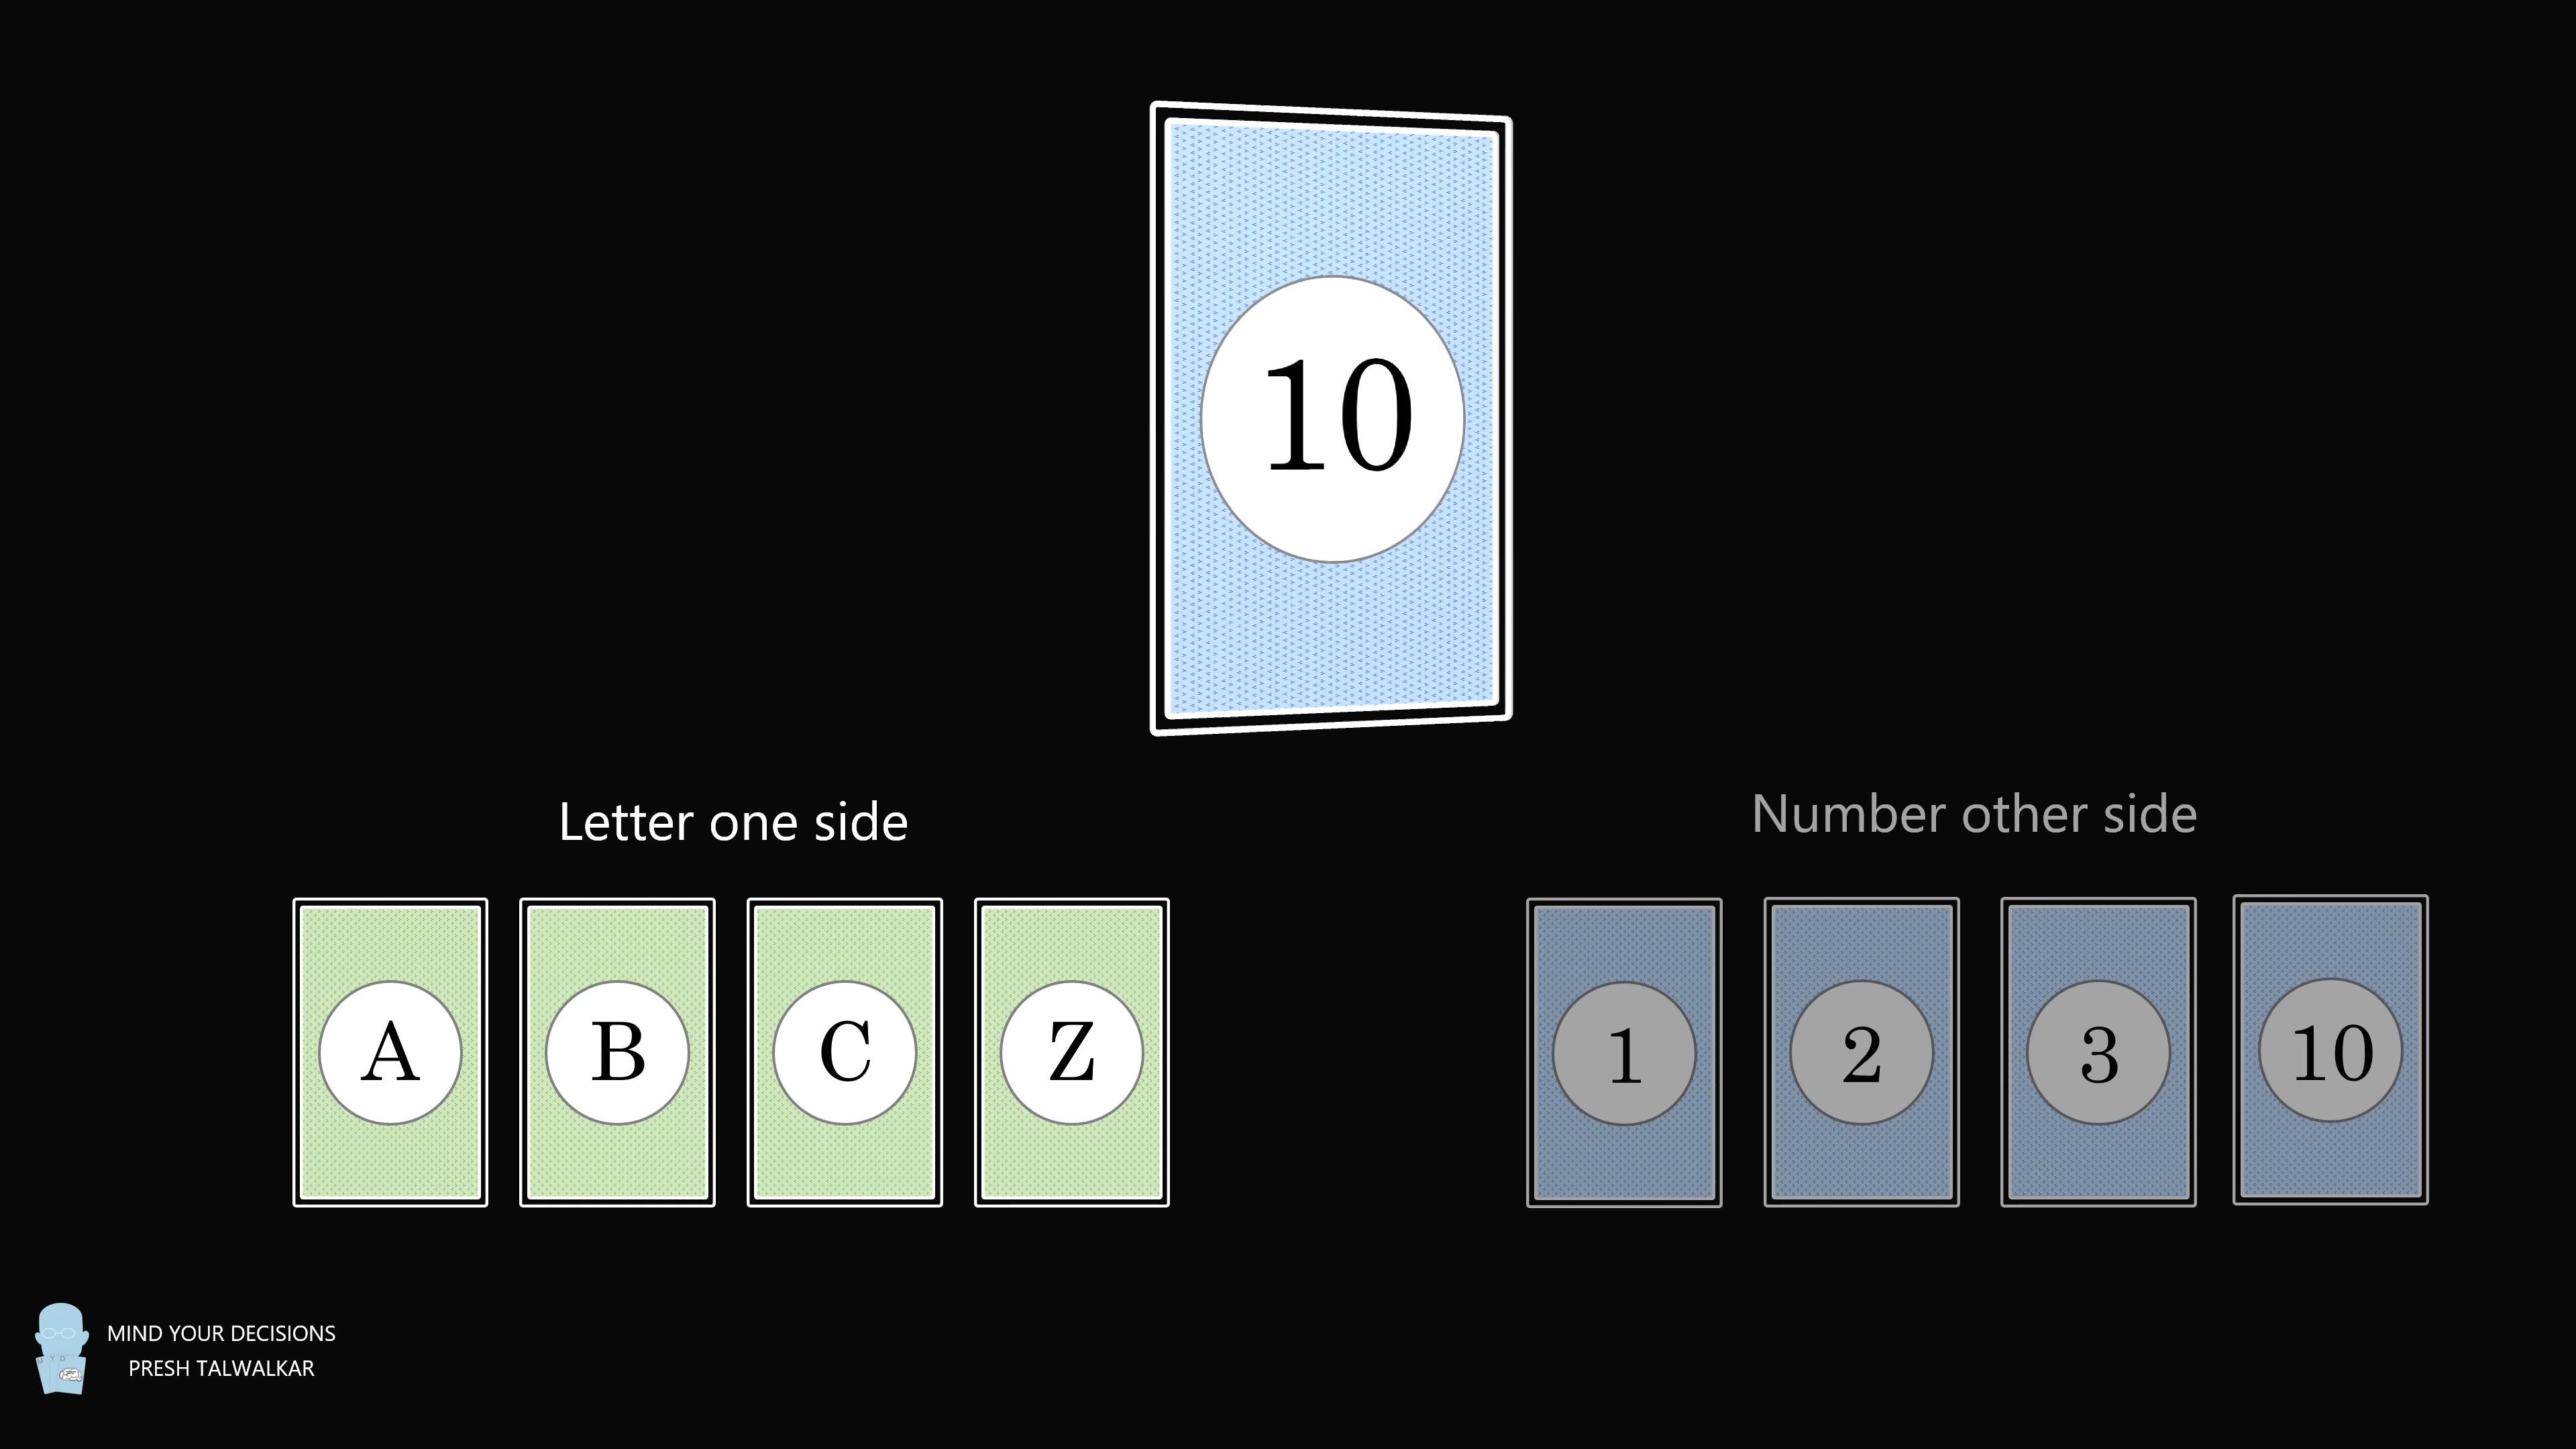 10
Letter one side
Number other side
A B C Z
1 2 3 10
M Y D
MIND YOUR DECISIONS
PRESH TALWALKAR